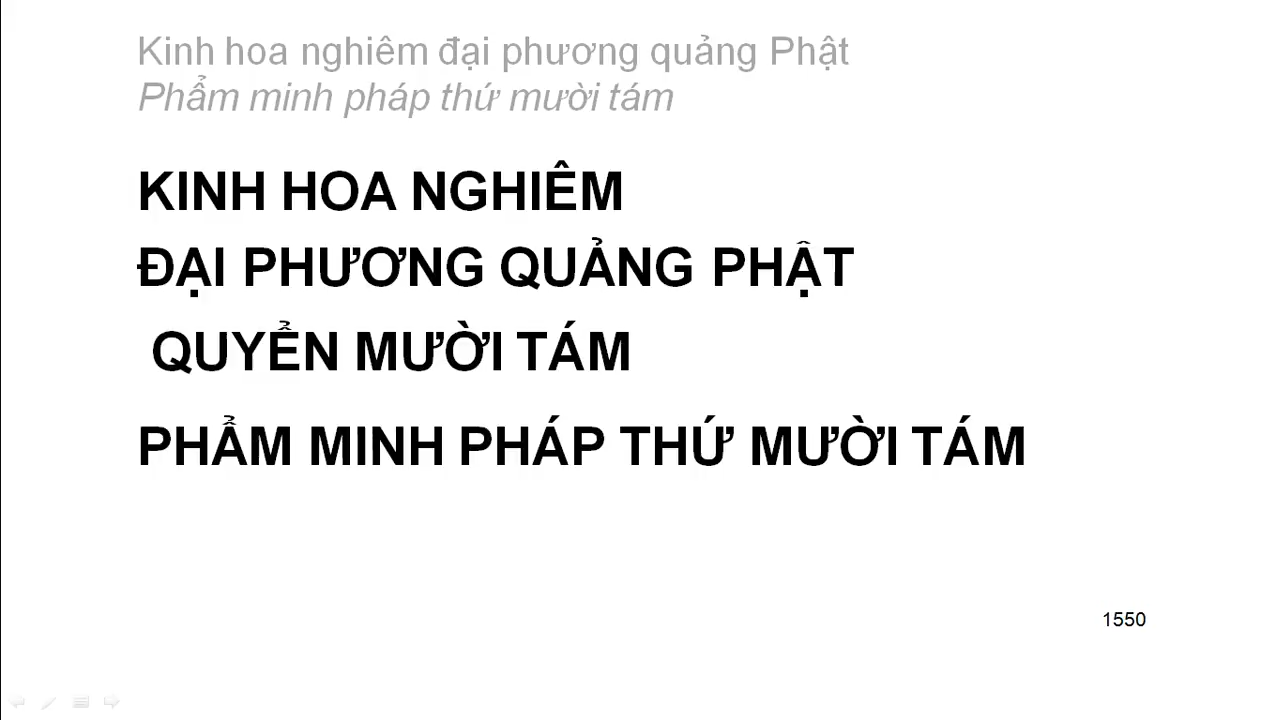 Kinh hoa nghiêm đại phương quảng Phật
Phẩm minh pháp thứ mười tám
KINH HOA NGHIÊM
ĐẠI PHƯƠNG QUẢNG PHẬT
QUYỂN MƯỜI TÁM
PHẨM MINH PHÁP THỨ MƯỜI TÁM
1550